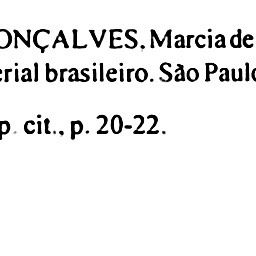 ONÇALVES, Marcia de
erial brasileiro. São Paulo
p. cit., p. 20-22.